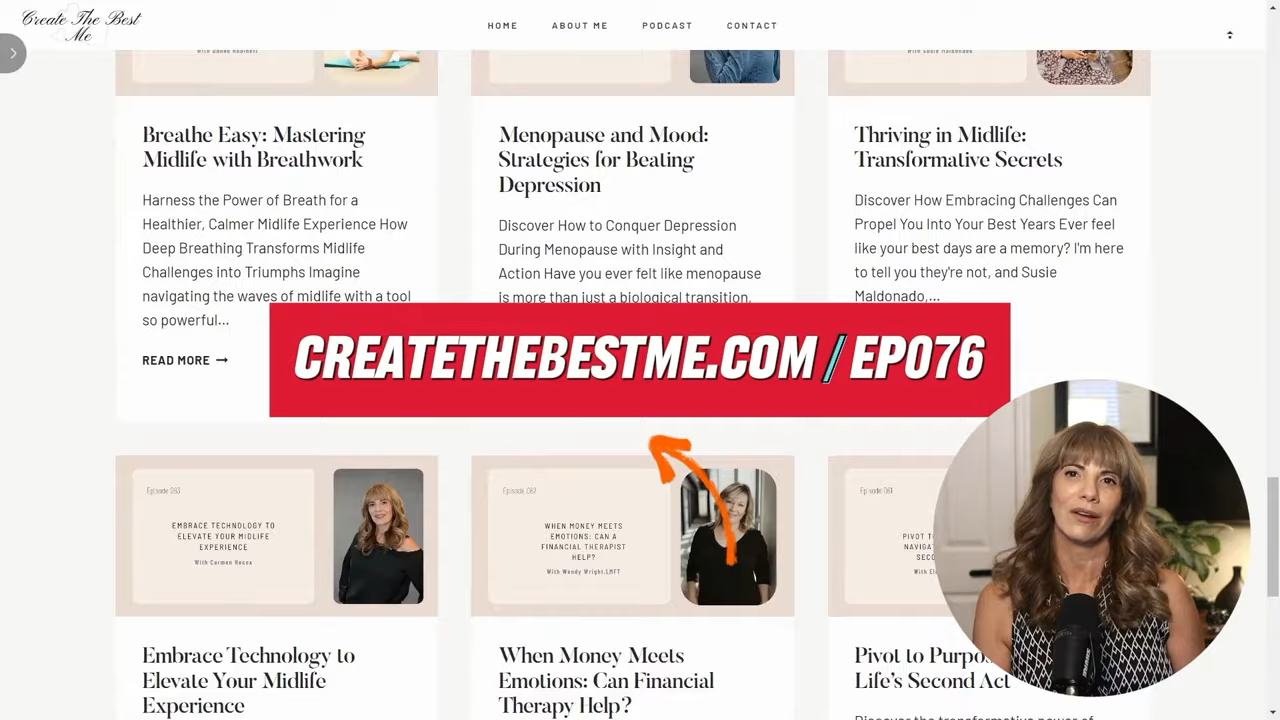 Create The Best
Me
HOME
ABOUT ME
PODCAST
CONTACT
Breathe Easy: Mastering
Midlife with Breathwork
Harness the Power of Breath for a
Healthier, Calmer Midlife Experience How
Deep Breathing Transforms Midlife
Challenges into Triumphs Imagine
navigating the waves of midlife with a tool
so powerful...
READ MORE →
Menopause and Mood:
Strategies for Beating
Depression
Discover How to Conquer Depression
During Menopause with Insight and
Action Have you ever felt like menopause
is more than just a biological transition,
Thriving in Midlife:
Transformative Secrets
Discover How Embracing Challenges Can
Propel You Into Your Best Years Ever feel
like your best days are a memory? I'm here
to tell you they're not, and Susie
Maldonado,...
CREATETHEBESTME.COM / EP076
Episode 083
EMBRACE TECHNOLOGY TO
ELEVATE YOUR MIDLIFE
EXPERIENCE
With Carmen Hecox
Embrace Technology to
Elevate Your Midlife
Experience
Episode 082
WHEN MONEY MEETS
EMOTIONS: CAN A
FINANCIAL THERAPIST
HELP?
With Wendy Wright, LMFT
When Money Meets
Emotions: Can Financial
Therapy Help?
Episode 081
PIVOT
Pivot to
Life's Second Act